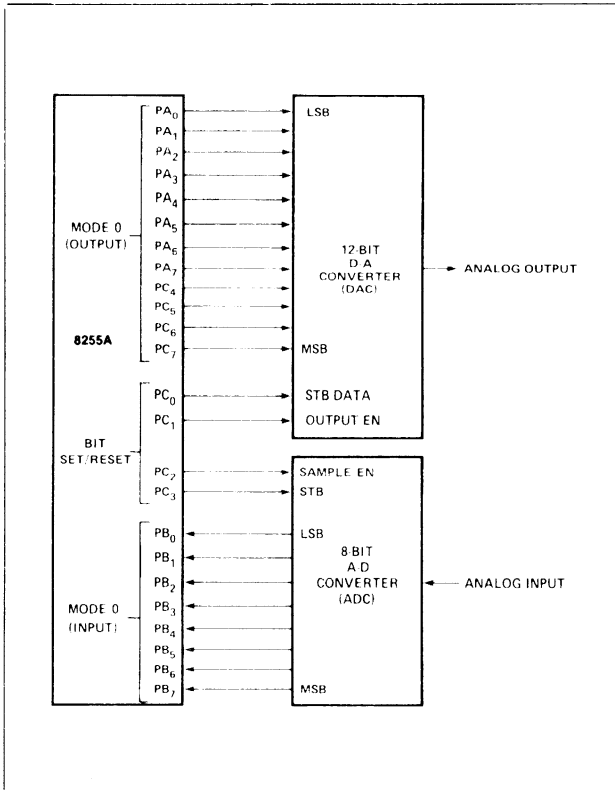 PA0
PA1
PA2
PA3
PA4
PA5
PA6
PA7
PC4
PC5
PC6
PC7
MODE 0
(OUTPUT)
8255A
PC0
PC1
PC2
PC3
BIT
SET/RESET
PB0
PB1
PB2
PB3
PB4
PB5
PB6
PB7
MODE 0
(INPUT)
LSB
12-BIT
D-A
CONVERTER
(DAC)
MSB
STB DATA
OUTPUT EN
ANALOG OUTPUT
SAMPLE EN
STB
LSB
8-BIT
A-D
CONVERTER
(ADC)
MSB
ANALOG INPUT